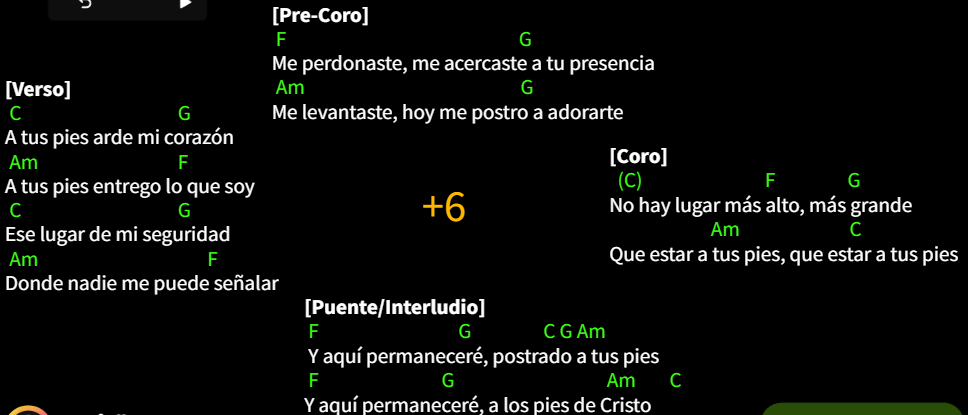 [Verso]
C G
A tus pies arde mi corazón
Am F
A tus pies entrego lo que soy
C G
Ese lugar de mi seguridad
Am F
Donde nadie me puede señalar
[Pre-Coro]
F G
Me perdonaste, me acercaste a tu presencia
Am G
Me levantaste, hoy me postro a adorarte
+6
[Coro]
(C) F G
No hay lugar más alto, más grande
Am C
Que estar a tus pies, que estar a tus pies
[Puente/Interludio]
F G C G Am
Y aquí permaneceré, postrado a tus pies
F G Am C
Y aquí permaneceré, a los pies de Cristo